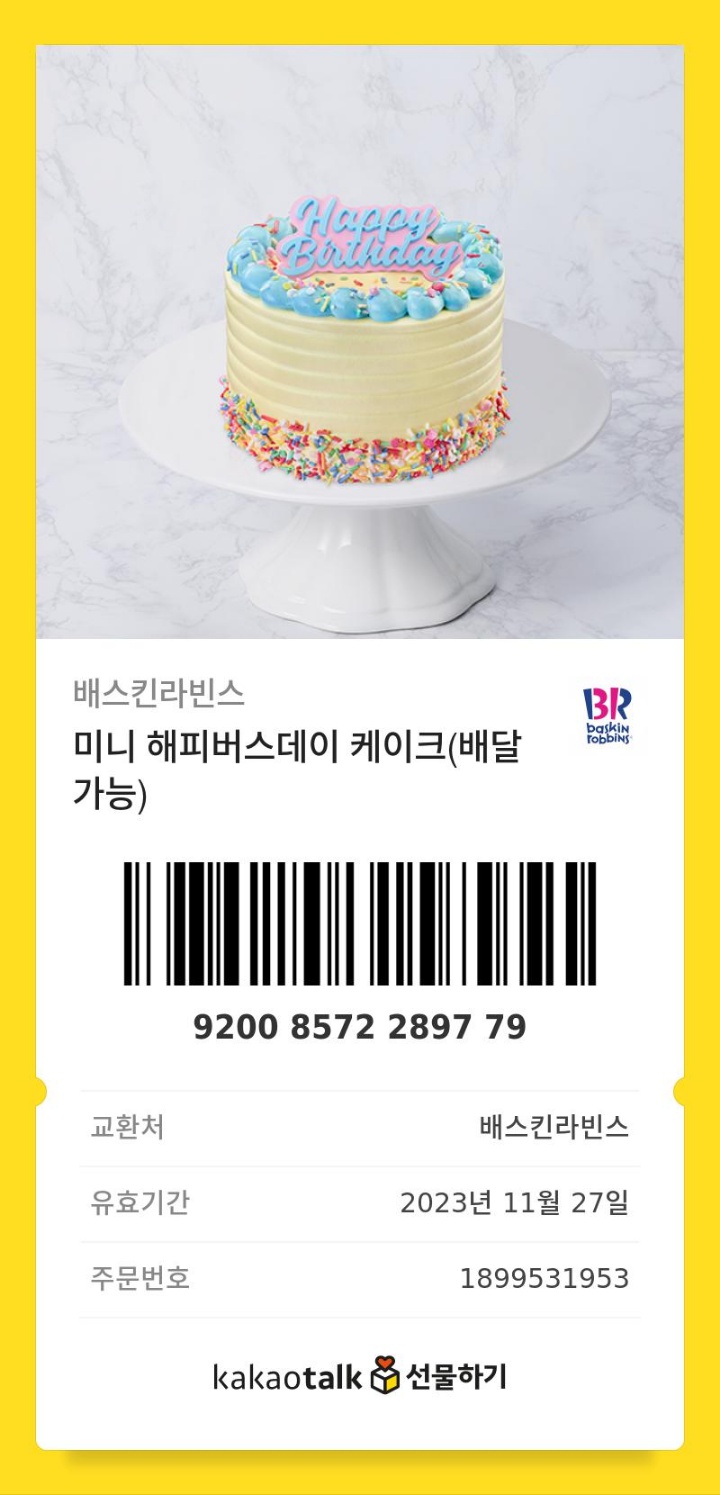 Happy
Birthday
배스킨라빈스
미니 해피버스데이 케이크(배달
가능)
BR
baskin
robbins
9200 8572 2897 79
교환처 배스킨라빈스
유효기간 2023년 11월 27일
주문번호 1899531953
kakaotalk 선물하기